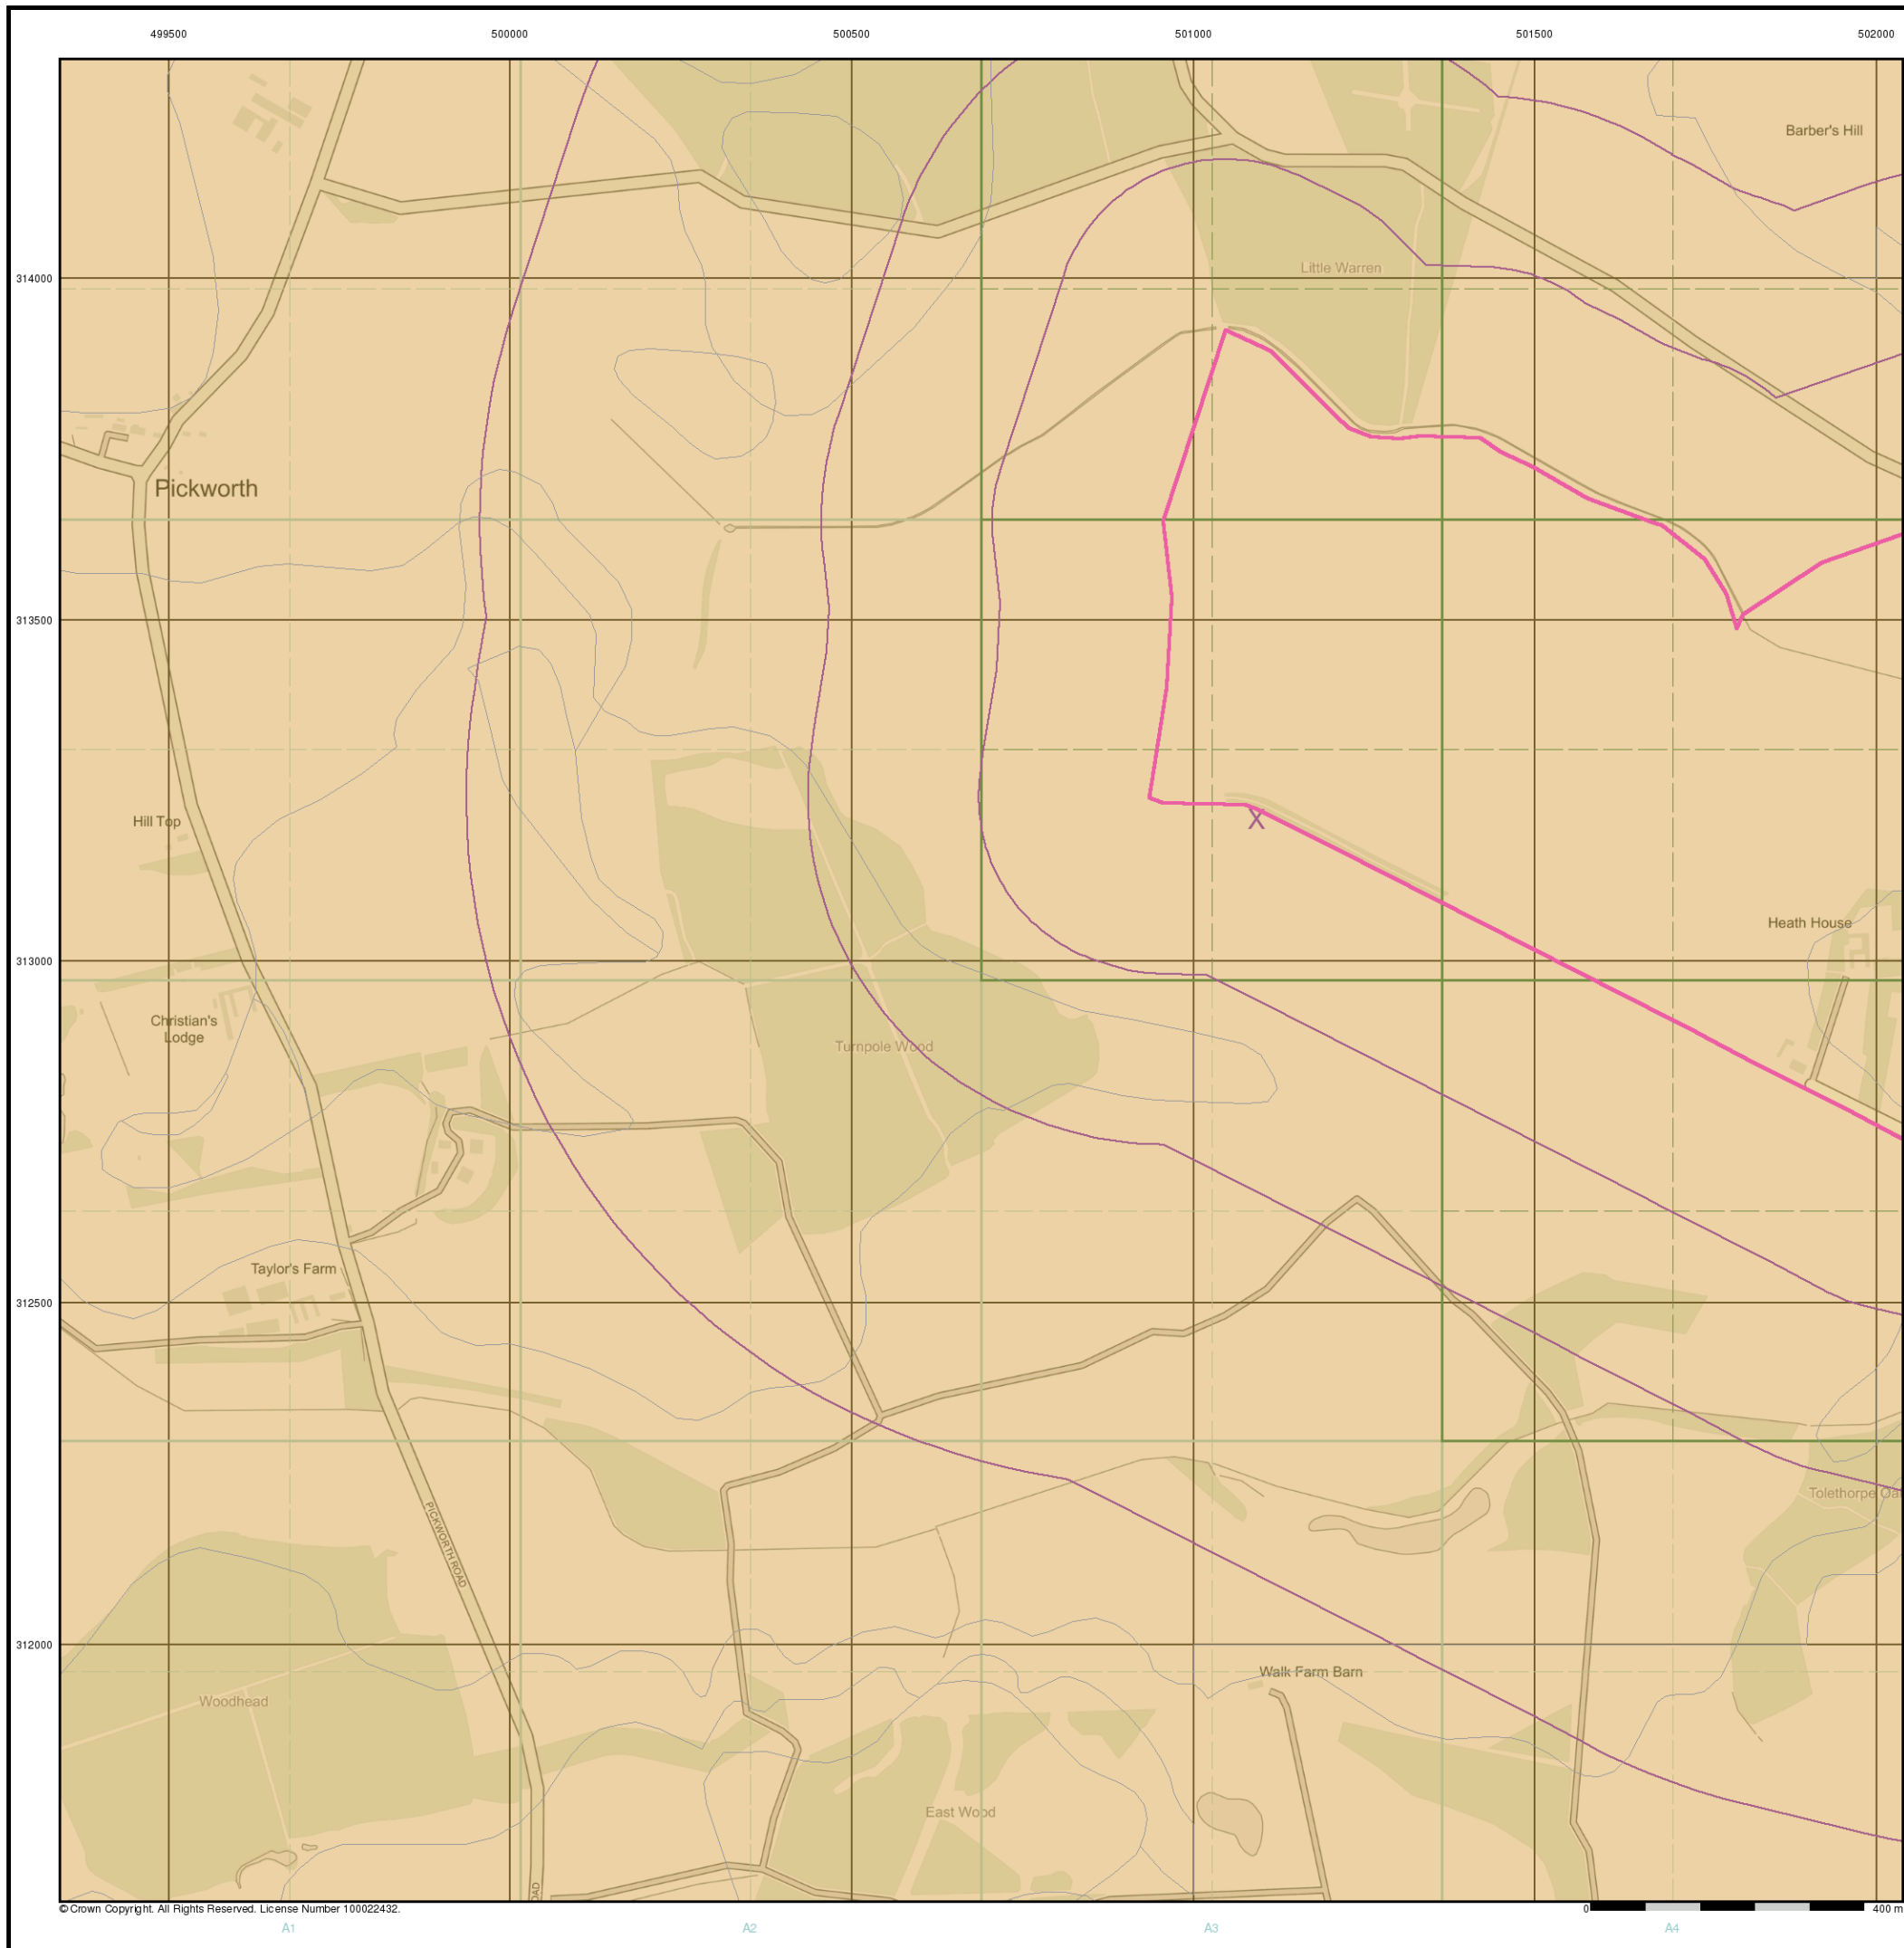 499500 500000 500500 501000 501500 502000
Barber's Hill
Little Warren
314000
Pickworth
313500
Hill Top
Heath House
313000
Christian's
Lodge
Turnpole Wood
X
Taylor's Farm
312500
Tolethorpe Oa
PICKWORTH ROAD
312000
Walk Farm Barn
Woodhead
East Wood
OAD
© Crown Copyright. All Rights Reserved. License Number 100022432.
0 400 m
A1 A2 A3 A4